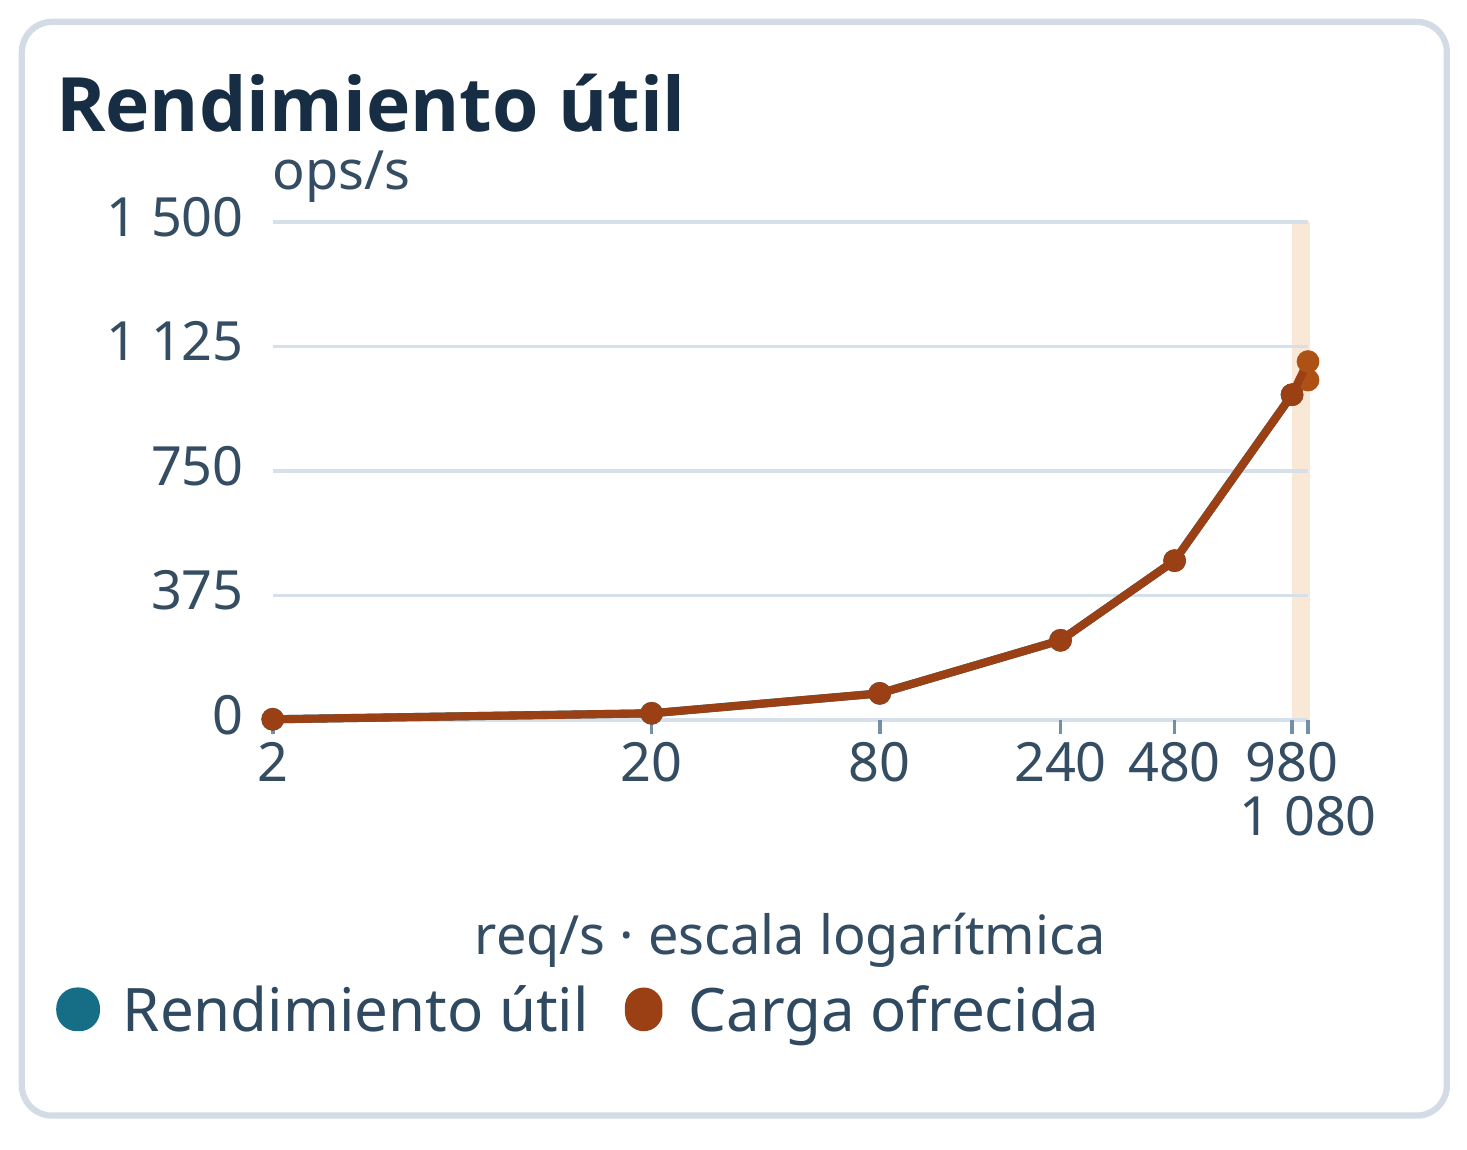 Rendimiento útil
ops/s
1 500
1 125
750
375
0
2 20 80 240 480 980
1 080
req/s · escala logarítmica
Rendimiento útil Carga ofrecida